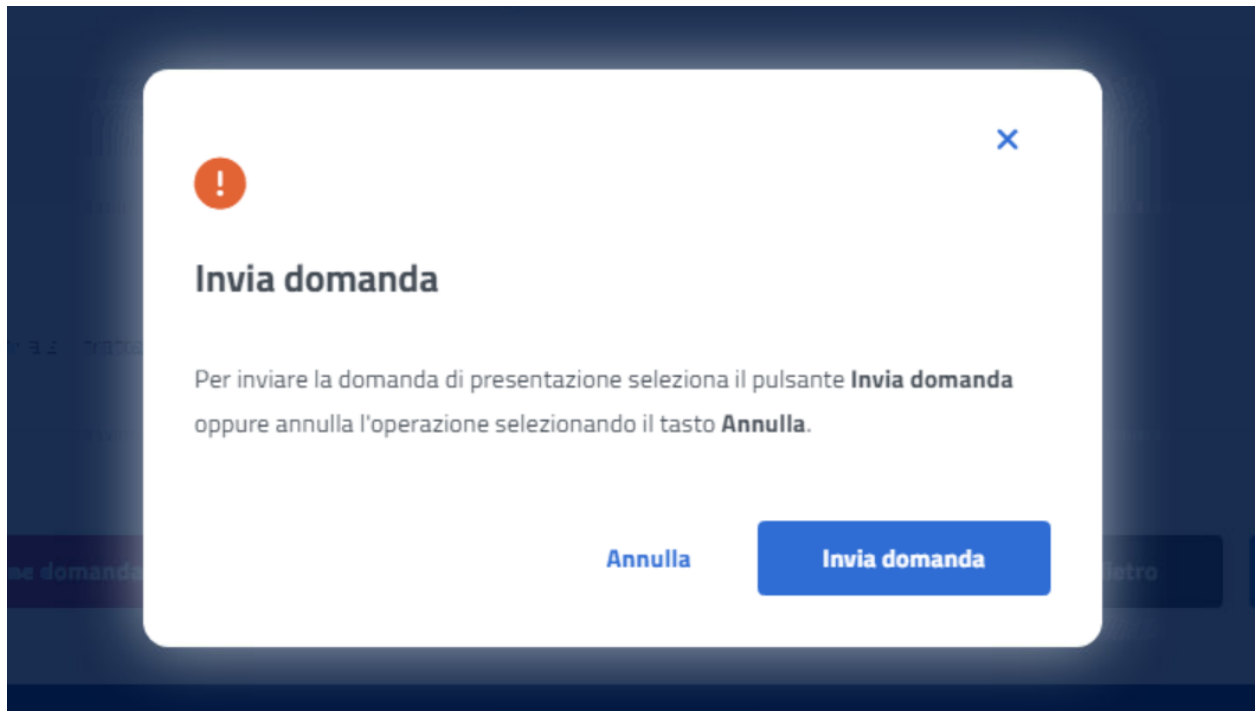 Invia domanda
Per inviare la domanda di presentazione seleziona il pulsante Invia domanda
oppure annulla l'operazione selezionando il tasto Annulla.
Annulla Invia domanda
domanda